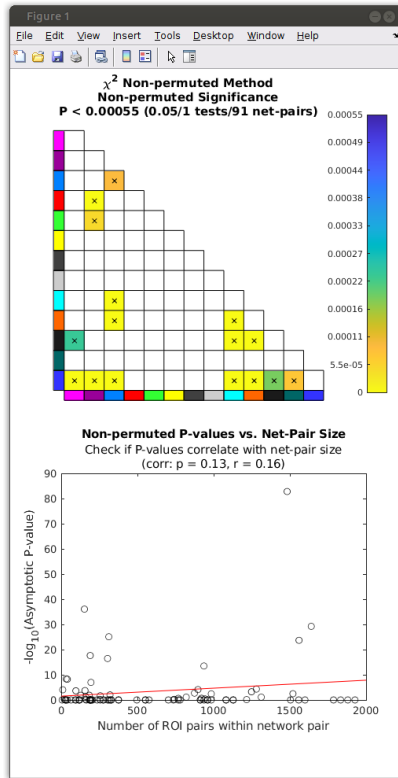 Figure 1
File Edit View Insert Tools Desktop Window Help
χ² Non-permuted Method
Non-permuted Significance
P < 0.00055 (0.05/1 tests/91 net-pairs)
0.00055
0.00049
0.00044
0.00038
0.00033
0.00027
0.00022
0.00016
0.00011
5.5e-05
0
Non-permuted P-values vs. Net-Pair Size
Check if P-values correlate with net-pair size
(corr: p = 0.13, r = 0.16)
90
80
70
60
50
40
30
20
10
0
-log₁₀(Asymptotic P-value)
0 500 1000 1500 2000
Number of ROI pairs within network pair